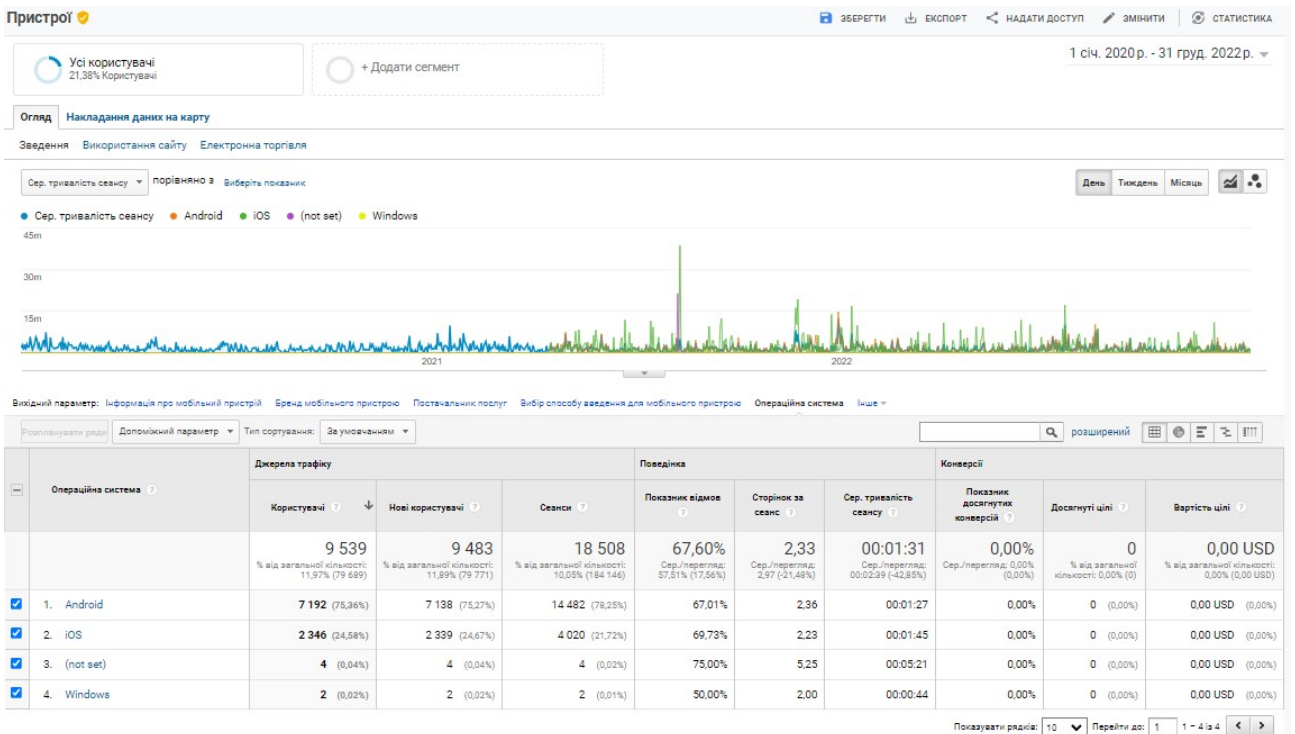 Пристрої
ЗБЕРЕГТИ ЕКСПОРТ НАДАТИ ДОСТУП ЗМІНИТИ СТАТИСТИКА
Усі користувачі
21,38% Користувачі
+ Додати сегмент
1 січ. 2020 р. - 31 груд. 2022 р.
Огляд Накладання даних на карту
Зведення Використання сайту Електронна торгівля
Сер. тривалість сеансу порівняно з Виберіть показник
День Тиждень Місяць
Сер. тривалість сеансу Android iOS (not set) Windows
45m
30m
15m
2021 2022
Вихідний параметр: Інформація про мобільний пристрій Бренд мобільного пристрою Постачальник послуг Вибір способу введення для мобільного пристрою Операційна система Інше
Розпланувати ряди Допоміжний параметр Тип сортування: За умовчанням розширений
Операційна система
Джерела трафіку Поведінка Конверсії
Користувачі Нові користувачі Сеанси Показник відмов Сторінок за сеанс Сер. тривалість сеансу Показник досягнутих конверсій Досягнуті цілі Вартість цілі
9 539 9 483 18 508 67,60% 2,33 00:01:31 0,00% 0 0,00 USD
% від загальної кількості: 11,97% (79 689) % від загальної кількості: 11,89% (79 771) % від загальної кількості: 10,05% (184 146) Сер./перегляд: 57,51% (17,56%) Сер./перегляд: 2,97 (-21,48%) Сер./перегляд: 00:02:39 (-42,85%) Сер./перегляд: 0,00% (0,00%) % від загальної кількості: 0,00% (0) % від загальної кількості: 0,00% (0,00 USD)
1. Android 7 192 (75,36%) 7 138 (75,27%) 14 482 (78,25%) 67,01% 2,36 00:01:27 0,00% 0 (0,00%) 0,00 USD (0,00%)
2. iOS 2 346 (24,58%) 2 339 (24,67%) 4 020 (21,72%) 69,73% 2,23 00:01:45 0,00% 0 (0,00%) 0,00 USD (0,00%)
3. (not set) 4 (0,04%) 4 (0,04%) 4 (0,02%) 75,00% 5,25 00:05:21 0,00% 0 (0,00%) 0,00 USD (0,00%)
4. Windows 2 (0,02%) 2 (0,02%) 2 (0,01%) 50,00% 2,00 00:00:44 0,00% 0 (0,00%) 0,00 USD (0,00%)
Показувати рядків: 10 Перейти до: 1 1 – 4 із 4